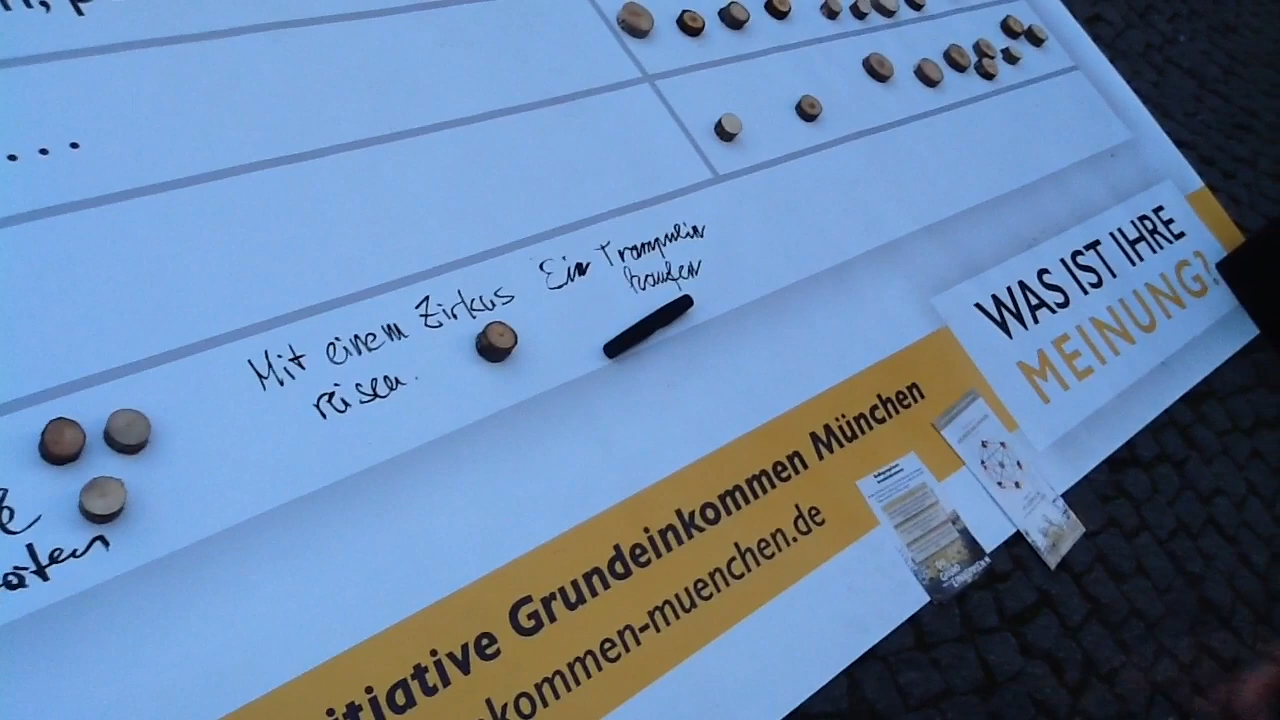 ...
Mit einem Zirkus
reisen.
Ein Trampolin
kaufen
WAS IST IHRE
MEINUNG?
itiative Grundeinkommen München
kommen-muenchen.de